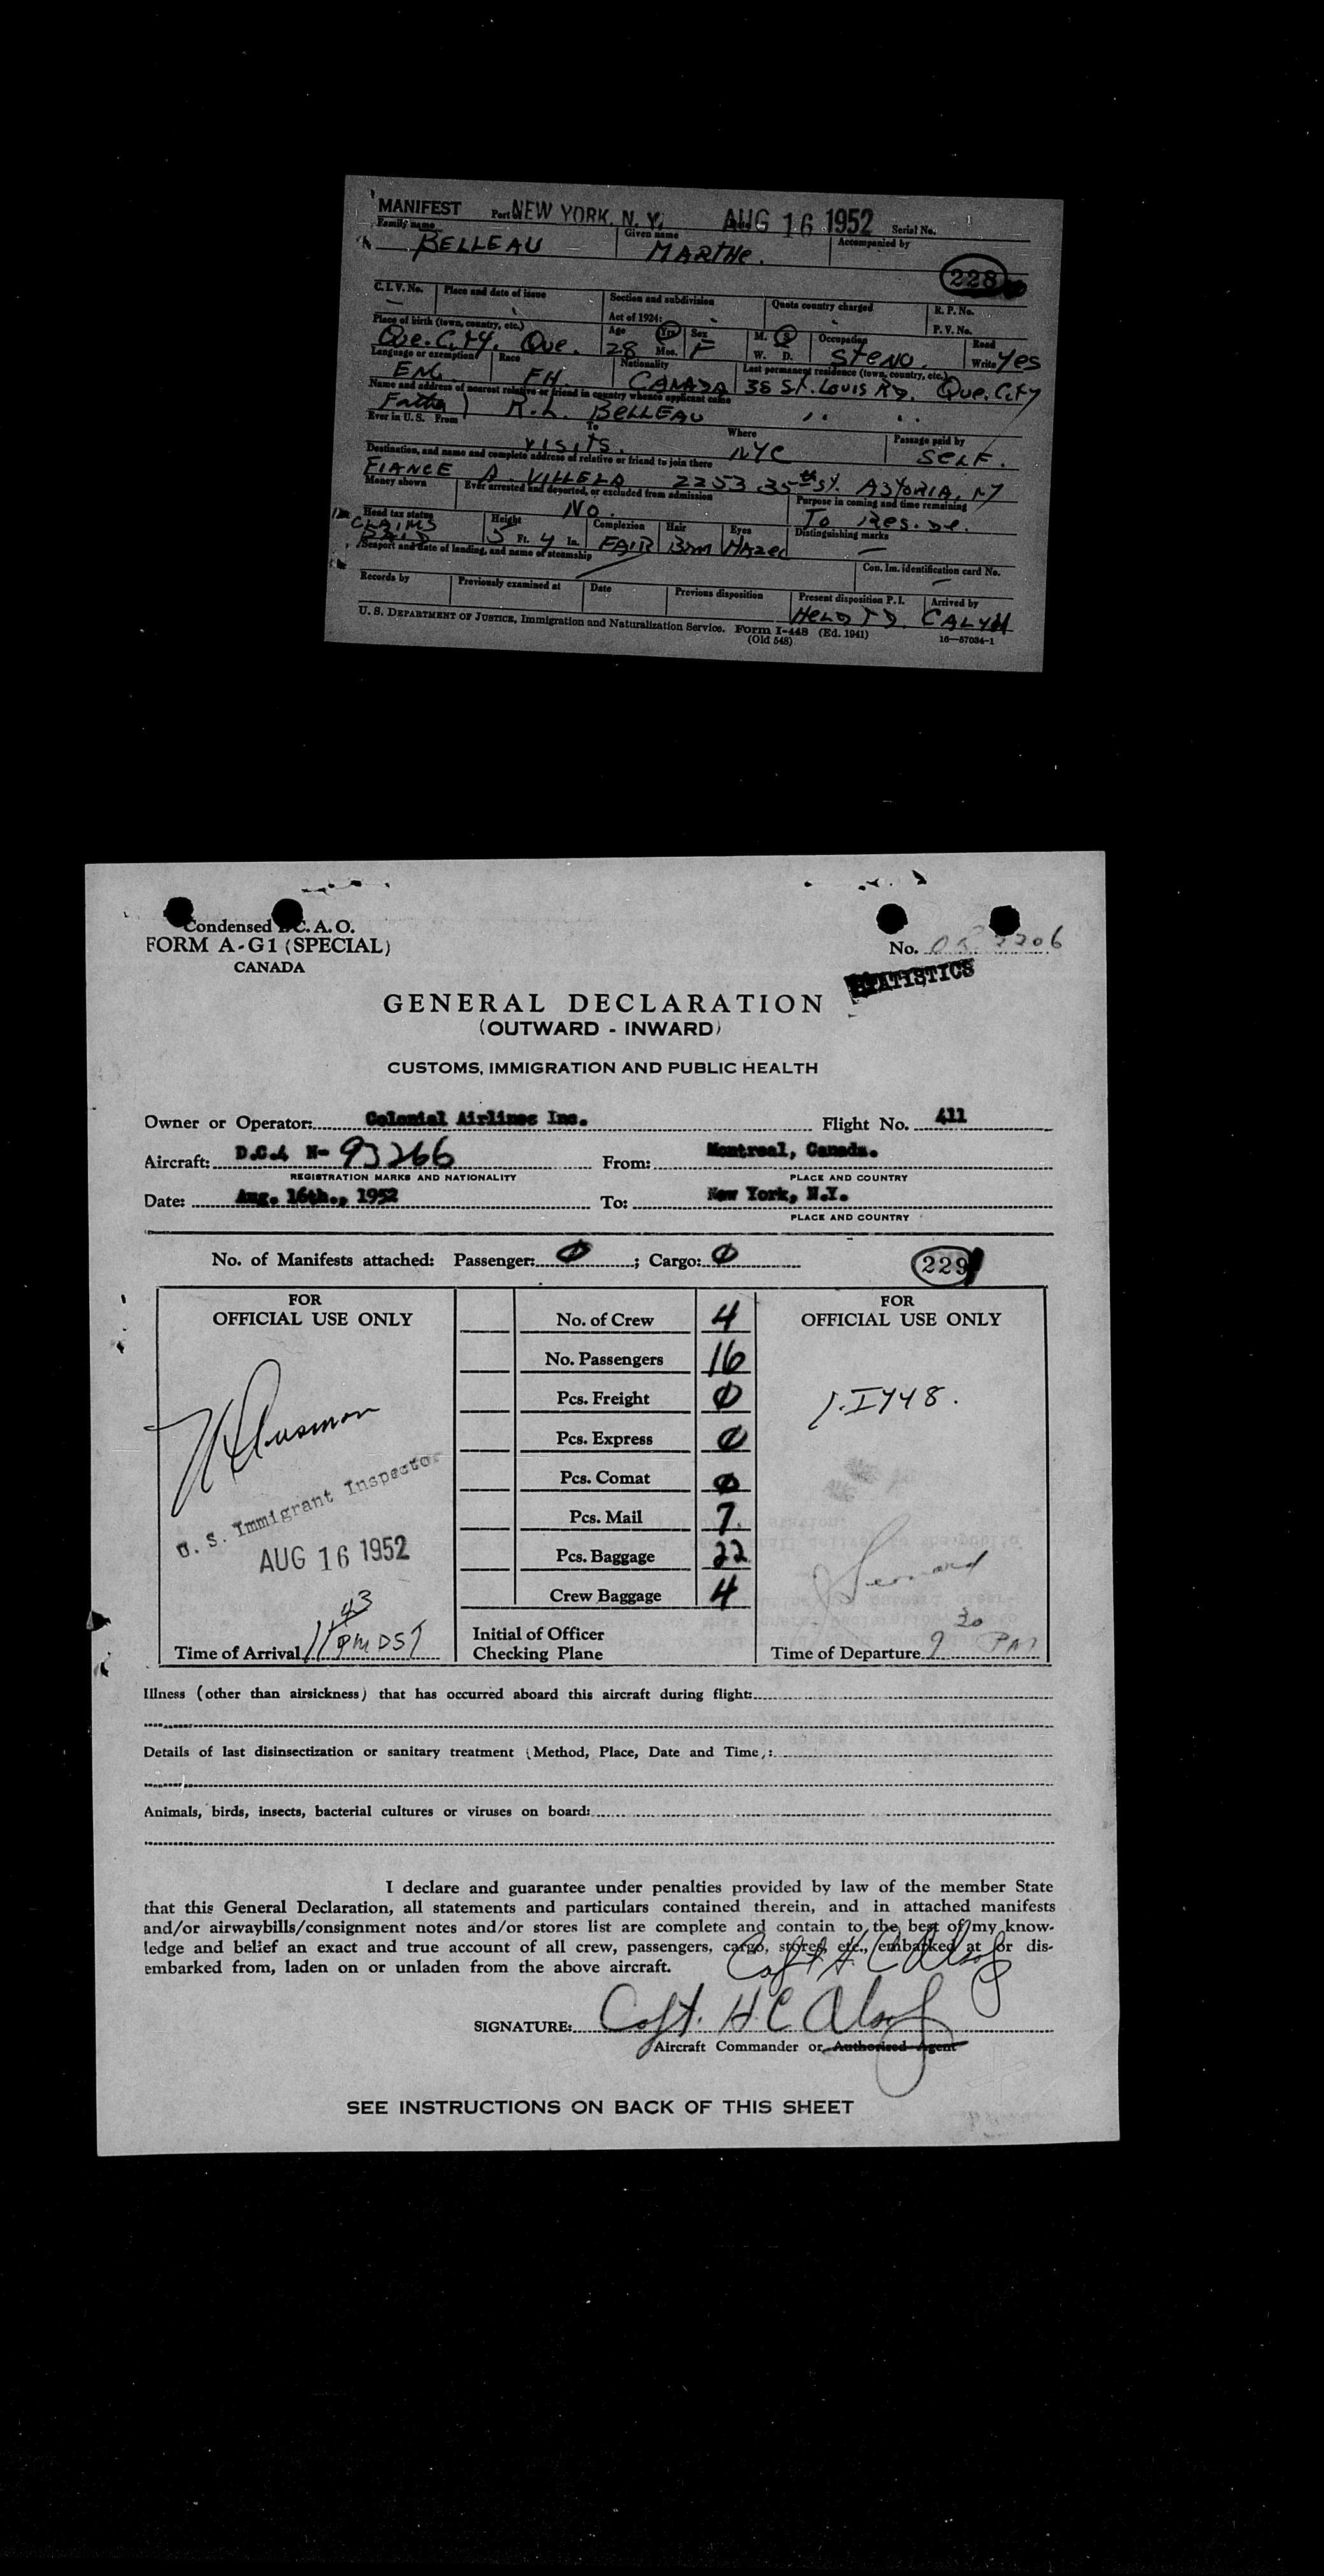 MANIFEST Port of NEW YORK, N. Y. AUG 16 1952 Serial No.
Family name Given name Accompanied by
BELLEAU MARTHE.
228
C. I. V. No. Place and date of issue Section and subdivision Quota country charged R. P. No.
Act of 1924: P. V. No.
Place of birth (town, country, etc.) Age Yrs Sex M. S Occupation Read
Que. City. Que. 28 Mos. F W. D. Steno. Write Yes
Language or exemption Race Nationality Last permanent residence (town, country, etc.)
ENG. FH. CANADA 38 St. Louis Rd. Que. City
Name and address of nearest relative or friend in country whence applicant came
Father) R. L. BELLEAU " "
Ever in U. S. From To Where Passage paid by
VISITS. NYC SELF.
Destination, and name and complete address of relative or friend to join there
FIANCE A. VILLELA 2253 35th St. ASTORIA, NY
Money shown Ever arrested and deported, or excluded from admission Purpose in coming and time remaining
No. To Res.
Head tax status Height Complexion Hair Eyes Distinguishing marks
CLAIMS 5 Ft. 4 In. FAIR Brn Hazel —
Seaport and date of landing, and name of steamship Con. Im. identification card No.
Records by Previously examined at Date Previous disposition Present disposition P. I. Arrived by
HELD
U. S. DEPARTMENT OF JUSTICE, Immigration and Naturalization Service. Form I-448 (Ed. 1941) 16—57034-1
(Old 548)
Condensed I.C.A.O.
FORM A-G1 (SPECIAL)
CANADA
No. 2206
STATISTICS
GENERAL DECLARATION
(OUTWARD - INWARD)
CUSTOMS, IMMIGRATION AND PUBLIC HEALTH
Owner or Operator: Colonial Airlines Inc. Flight No. 411
Aircraft: D.C.4 N- 93266 From: Montreal, Canada.
REGISTRATION MARKS AND NATIONALITY PLACE AND COUNTRY
Date: Aug. 16th., 1952 To: New York, N.Y.
PLACE AND COUNTRY
No. of Manifests attached: Passenger: 0 ; Cargo: 0 229
FOR
OFFICIAL USE ONLY
No. of Crew 4
No. Passengers 16
Pcs. Freight 0
Pcs. Express 0
Pcs. Comat 0
Pcs. Mail 7.
Pcs. Baggage 22
Crew Baggage 4
Initial of Officer
Checking Plane
U. S. Immigrant Inspector
AUG 16 1952
Time of Arrival 11 43 PM DST
FOR
OFFICIAL USE ONLY
1. I448.
Time of Departure 9 30 PM
Illness (other than airsickness) that has occurred aboard this aircraft during flight:
Details of last disinsectization or sanitary treatment (Method, Place, Date and Time):
Animals, birds, insects, bacterial cultures or viruses on board:
I declare and guarantee under penalties provided by law of the member State
that this General Declaration, all statements and particulars contained therein, and in attached manifests
and/or airwaybills/consignment notes and/or stores list are complete and contain to the best of my know-
ledge and belief an exact and true account of all crew, passengers, cargo, stores, etc., embarked at or dis-
embarked from, laden on or unladen from the above aircraft.
SIGNATURE: Capt. H C
Aircraft Commander or Authorized Agent
SEE INSTRUCTIONS ON BACK OF THIS SHEET